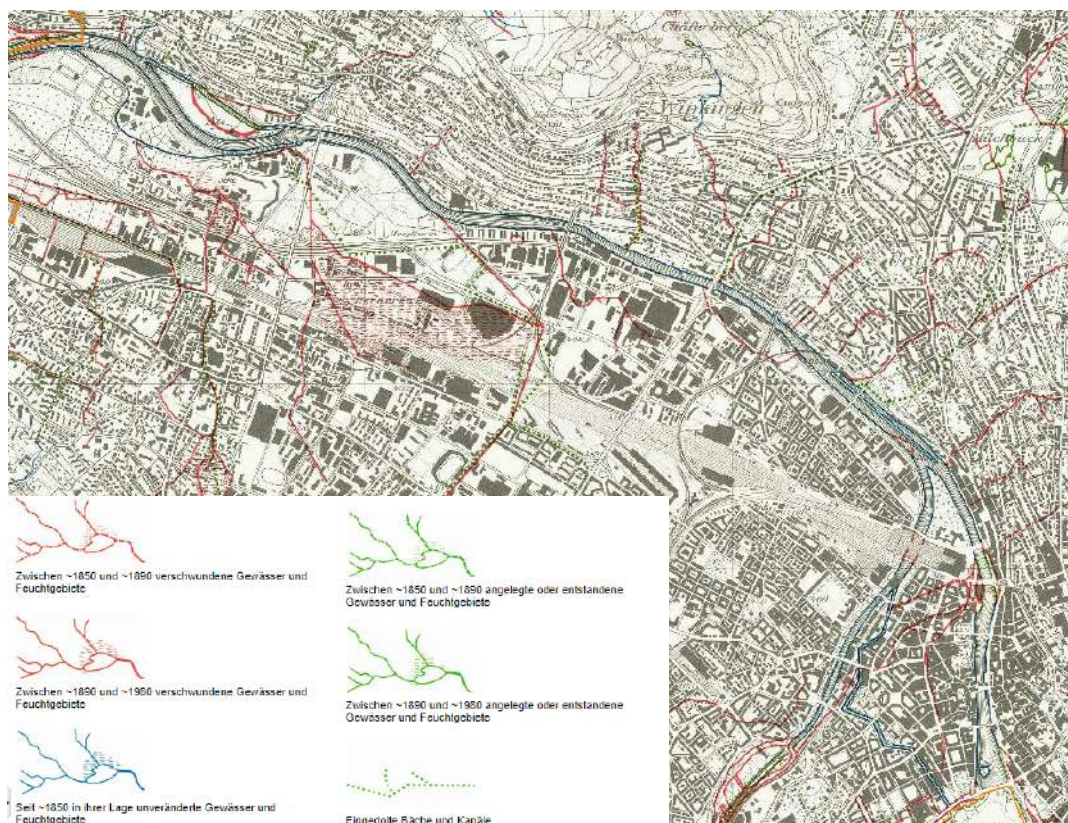 Wipkingen
Milchbuck
Zwischen ~1850 und ~1890 verschwundene Gewässer und
Feuchtgebiete
Zwischen ~1850 und ~1890 angelegte oder entstandene
Gewässer und Feuchtgebiete
Zwischen ~1890 und ~1980 verschwundene Gewässer und
Feuchtgebiete
Zwischen ~1890 und ~1980 angelegte oder entstandene
Gewässer und Feuchtgebiete
Seit ~1850 in ihrer Lage unveränderte Gewässer und
Feuchtgebiete
Eingedolte Bäche und Kanäle